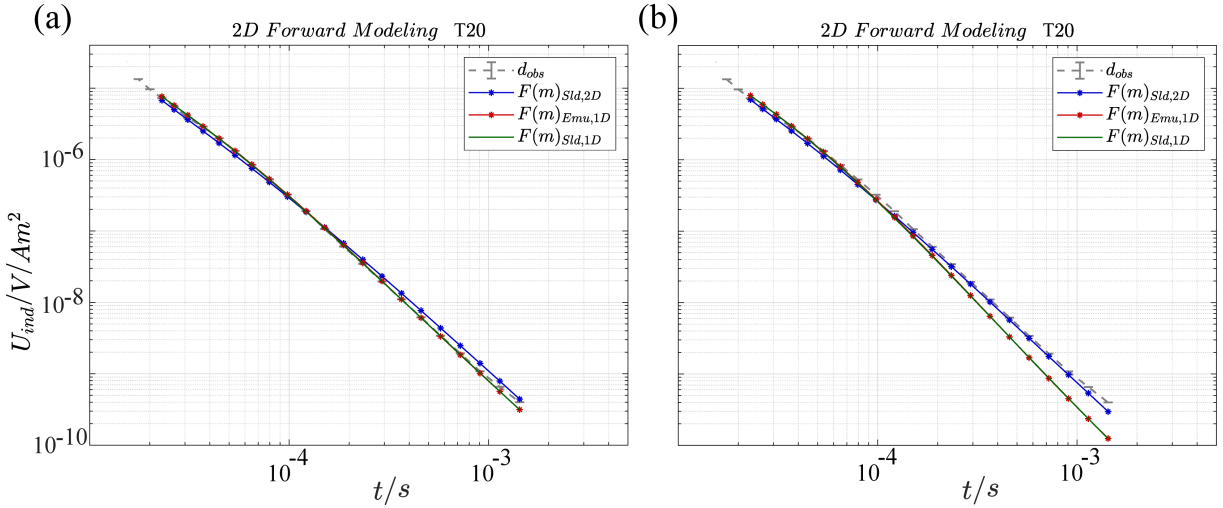 (a)
2D Forward Modeling T20
d_obs
F(m)_Sld,2D
F(m)_Emu,1D
F(m)_Sld,1D
U_ind/V/Am^2
10^-6
10^-8
10^-10
10^-4
10^-3
t/s
(b)
2D Forward Modeling T20
d_obs
F(m)_Sld,2D
F(m)_Emu,1D
F(m)_Sld,1D
10^-4
10^-3
t/s